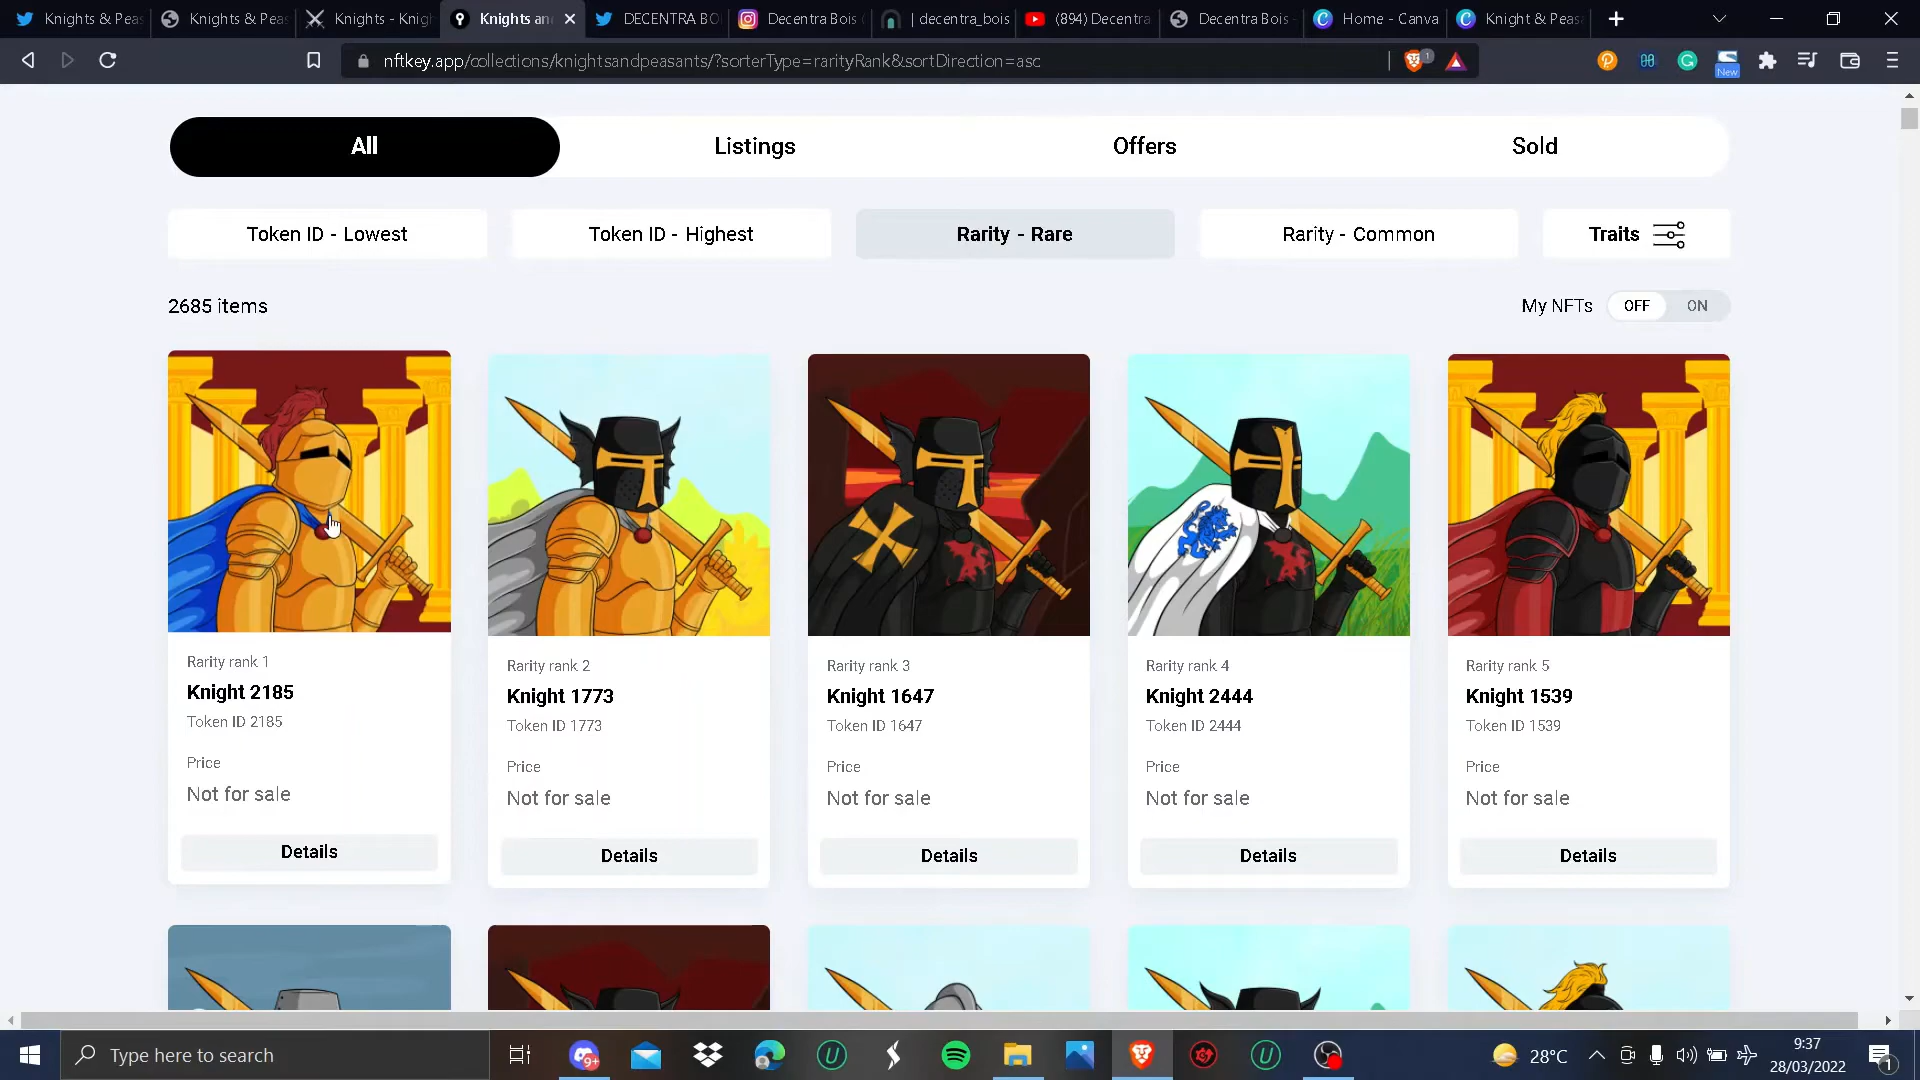 Knights & Peas
Knights & Peas
Knights - Knigh
Knights an
DECENTRA BO
Decentra Bois
| decentra_bois
(894) Decentra
Decentra Bois -
Home - Canva
Knight & Peas
nftkey.app/collections/knightsandpeasants/?sorterType=rarityRank&sortDirection=asc
1
New
All
Listings
Offers
Sold
Token ID - Lowest
Token ID - Highest
Rarity - Rare
Rarity - Common
Traits
2685 items
My NFTs
OFF
ON
Rarity rank 1
Knight 2185
Token ID 2185
Price
Not for sale
Details
Rarity rank 2
Knight 1773
Token ID 1773
Price
Not for sale
Details
Rarity rank 3
Knight 1647
Token ID 1647
Price
Not for sale
Details
Rarity rank 4
Knight 2444
Token ID 2444
Price
Not for sale
Details
Rarity rank 5
Knight 1539
Token ID 1539
Price
Not for sale
Details
Type here to search
9+
28°C
9:37
28/03/2022
1